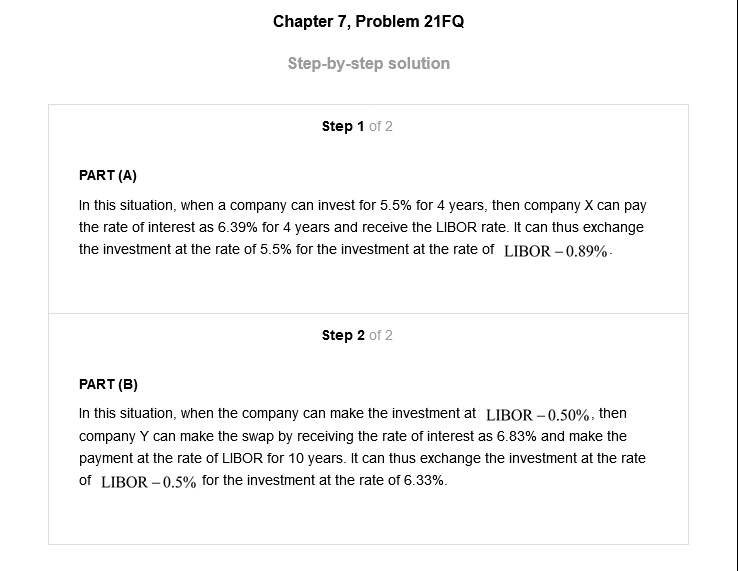 Chapter 7, Problem 21FQ
Step-by-step solution
Step 1 of 2
PART (A)
In this situation, when a company can invest for 5.5% for 4 years, then company X can pay
the rate of interest as 6.39% for 4 years and receive the LIBOR rate. It can thus exchange
the investment at the rate of 5.5% for the investment at the rate of LIBOR – 0.89%.
Step 2 of 2
PART (B)
In this situation, when the company can make the investment at LIBOR – 0.50%, then
company Y can make the swap by receiving the rate of interest as 6.83% and make the
payment at the rate of LIBOR for 10 years. It can thus exchange the investment at the rate
of LIBOR – 0.5% for the investment at the rate of 6.33%.